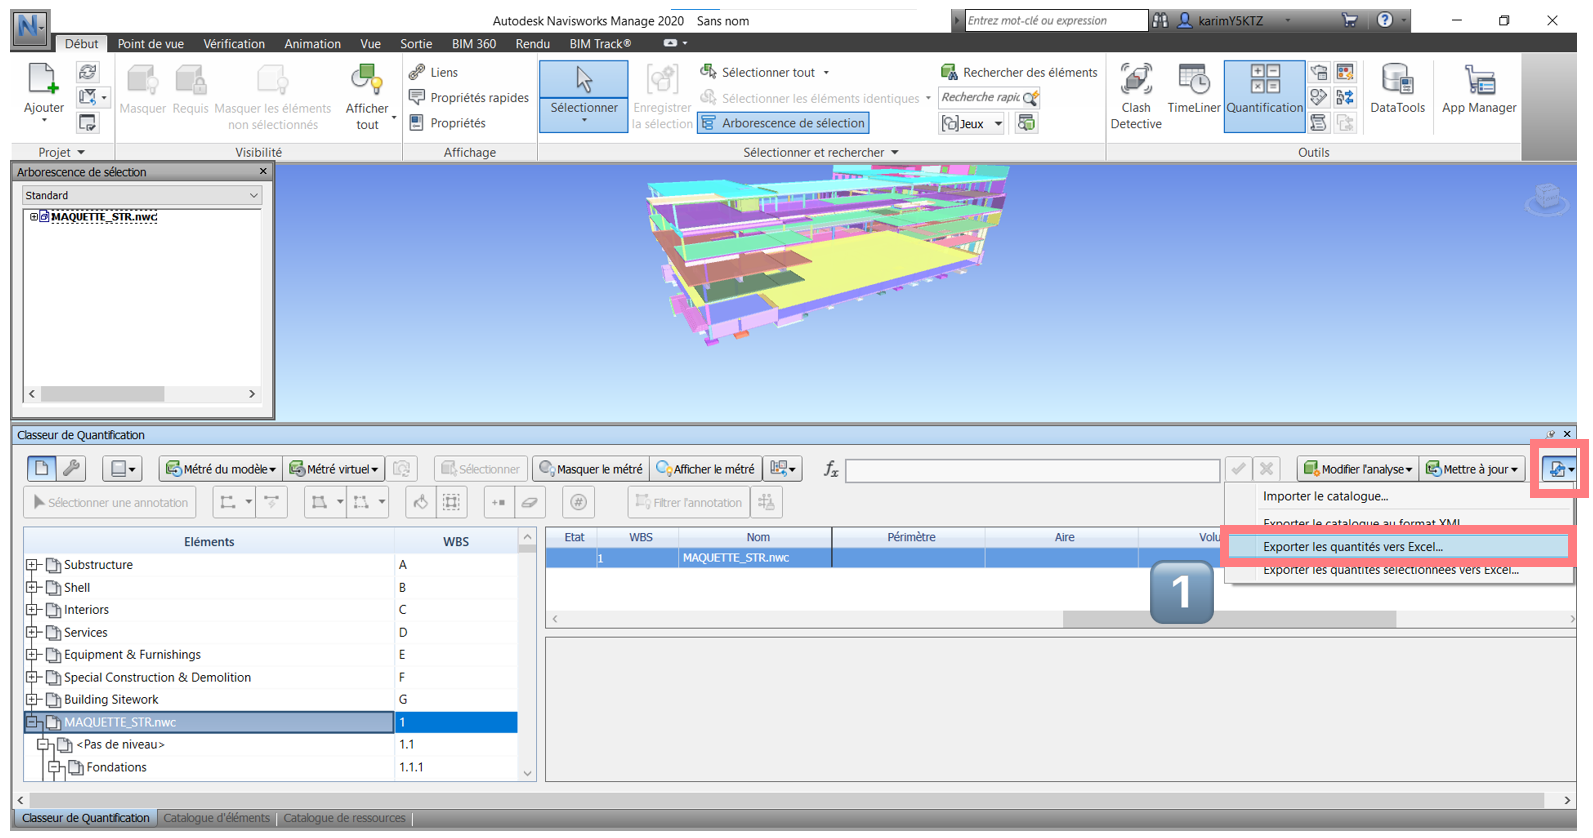 Autodesk Navisworks Manage 2020 Sans nom
Entrez mot-clé ou expression
karimY5KTZ
Début Point de vue Vérification Animation Vue Sortie BIM 360 Rendu BIM Track®
Ajouter
Projet
Masquer
Requis
Masquer les éléments
non sélectionnés
Afficher
tout
Visibilité
Liens
Propriétés rapides
Propriétés
Affichage
Sélectionner
Enregistrer
la sélection
Sélectionner tout
Sélectionner les éléments identiques
Arborescence de sélection
Rechercher des éléments
Recherche rapid
Jeux
Sélectionner et rechercher
Clash
Detective
TimeLiner
Quantification
DataTools
App Manager
Outils
Arborescence de sélection
Standard
MAQUETTE_STR.nwc
Classeur de Quantification
Métré du modèle
Métré virtuel
Sélectionner
Masquer le métré
Afficher le métré
fx
Modifier l'analyse
Mettre à jour
Sélectionner une annotation
Filtrer l'annotation
Importer le catalogue...
Exporter le catalogue au format XML
Exporter les quantités vers Excel...
Exporter les quantités sélectionnées vers Excel...
1
Eléments WBS
Substructure A
Shell B
Interiors C
Services D
Equipment & Furnishings E
Special Construction & Demolition F
Building Sitework G
MAQUETTE_STR.nwc 1
<Pas de niveau> 1.1
Fondations 1.1.1
Etat WBS Nom Périmètre Aire Volu
1 MAQUETTE_STR.nwc
Classeur de Quantification Catalogue d'éléments Catalogue de ressources